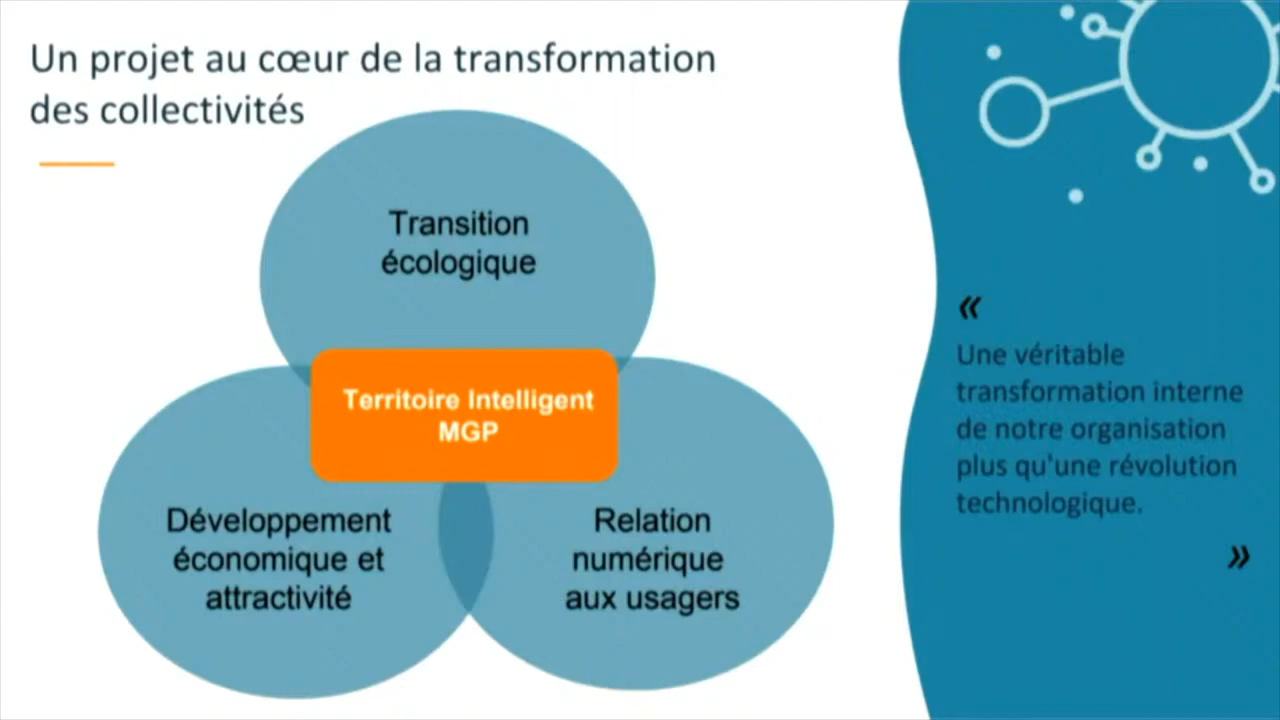 Un projet au cœur de la transformation
des collectivités
Transition
écologique
Territoire Intelligent
MGP
Développement
économique et
attractivité
Relation
numérique
aux usagers
«
Une véritable
transformation interne
de notre organisation
plus qu'une révolution
technologique.
»